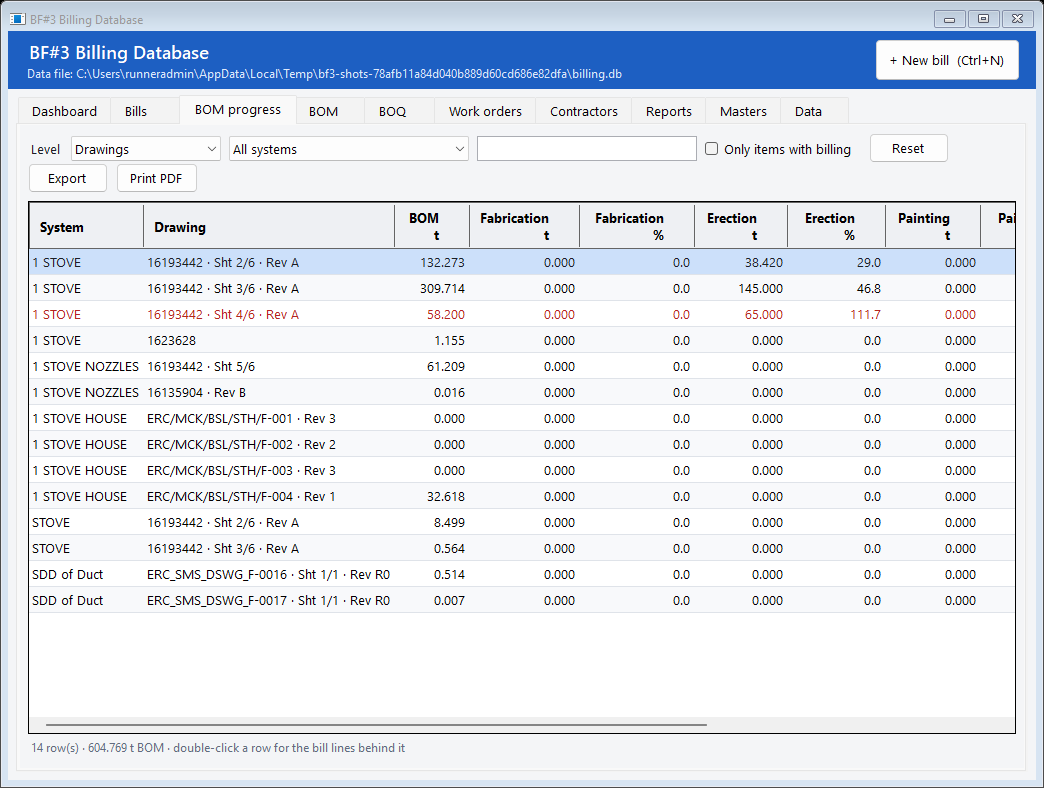 BF#3 Billing Database
BF#3 Billing Database
Data file: C:\Users\runneradmin\AppData\Local\Temp\bf3-shots-78afb11a84d040b889d60cd686e82dfa\billing.db
+ New bill (Ctrl+N)
Dashboard Bills BOM progress BOM BOQ Work orders Contractors Reports Masters Data
Level Drawings All systems Only items with billing Reset
Export Print PDF
System Drawing BOM t Fabrication t Fabrication % Erection t Erection % Painting t Pai
1 STOVE 16193442 · Sht 2/6 · Rev A 132.273 0.000 0.0 38.420 29.0 0.000
1 STOVE 16193442 · Sht 3/6 · Rev A 309.714 0.000 0.0 145.000 46.8 0.000
1 STOVE 16193442 · Sht 4/6 · Rev A 58.200 0.000 0.0 65.000 111.7 0.000
1 STOVE 1623628 1.155 0.000 0.0 0.000 0.0 0.000
1 STOVE NOZZLES 16193442 · Sht 5/6 61.209 0.000 0.0 0.000 0.0 0.000
1 STOVE NOZZLES 16135904 · Rev B 0.016 0.000 0.0 0.000 0.0 0.000
1 STOVE HOUSE ERC/MCK/BSL/STH/F-001 · Rev 3 0.000 0.000 0.0 0.000 0.0 0.000
1 STOVE HOUSE ERC/MCK/BSL/STH/F-002 · Rev 2 0.000 0.000 0.0 0.000 0.0 0.000
1 STOVE HOUSE ERC/MCK/BSL/STH/F-003 · Rev 3 0.000 0.000 0.0 0.000 0.0 0.000
1 STOVE HOUSE ERC/MCK/BSL/STH/F-004 · Rev 1 32.618 0.000 0.0 0.000 0.0 0.000
STOVE 16193442 · Sht 2/6 · Rev A 8.499 0.000 0.0 0.000 0.0 0.000
STOVE 16193442 · Sht 3/6 · Rev A 0.564 0.000 0.0 0.000 0.0 0.000
SDD of Duct ERC_SMS_DSWG_F-0016 · Sht 1/1 · Rev R0 0.514 0.000 0.0 0.000 0.0 0.000
SDD of Duct ERC_SMS_DSWG_F-0017 · Sht 1/1 · Rev R0 0.007 0.000 0.0 0.000 0.0 0.000
14 row(s) · 604.769 t BOM · double-click a row for the bill lines behind it